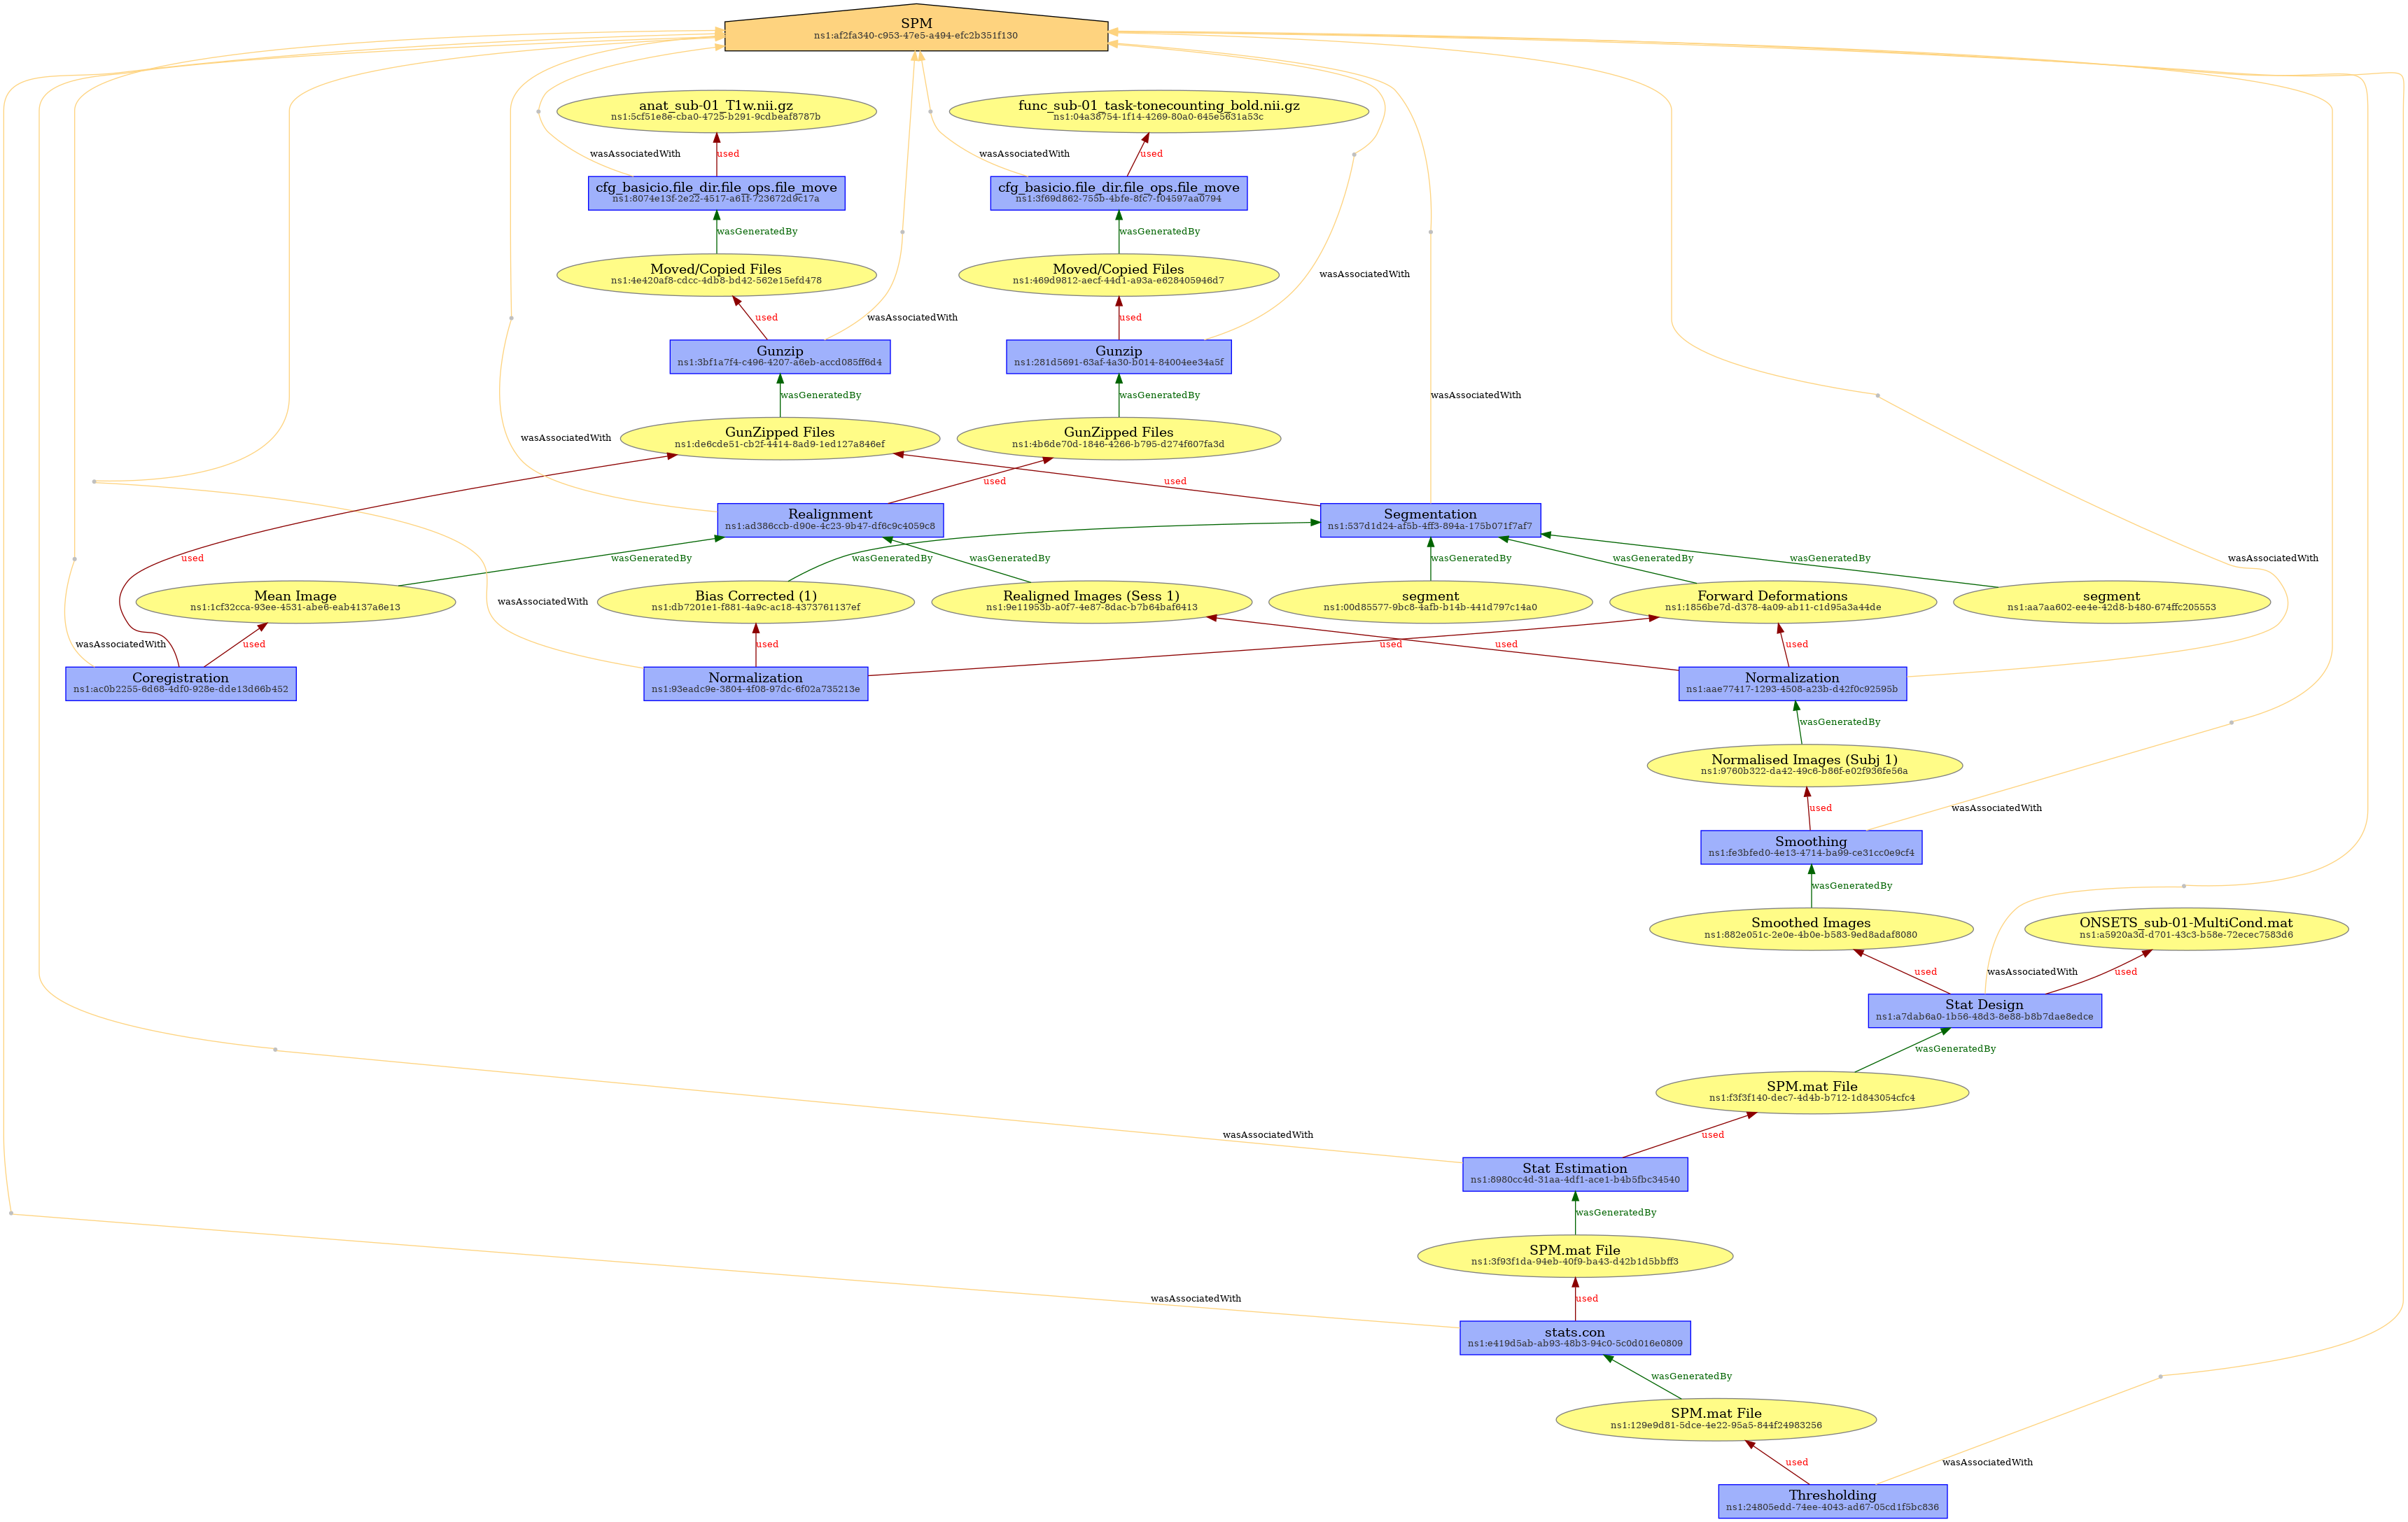 SPM
ns1:af2fa340-c953-47e5-a494-efc2b351f130
anat_sub-01_T1w.nii.gz
ns1:5cf51e8e-cba0-4725-b291-9cdbeaf8787b
func_sub-01_task-tonecounting_bold.nii.gz
ns1:04a38754-1f14-4269-80a0-645e5631a53c
wasAssociatedWith
used
wasAssociatedWith
used
cfg_basicio.file_dir.file_ops.file_move
ns1:8074e13f-2e22-4517-a61f-723672d9c17a
cfg_basicio.file_dir.file_ops.file_move
ns1:3f69d862-755b-4bfe-8fc7-f04597aa0794
wasGeneratedBy
wasGeneratedBy
Moved/Copied Files
ns1:4e420af8-cdcc-4db8-bd42-562e15efd478
Moved/Copied Files
ns1:469d9812-aecf-44d1-a93a-e628405946d7
wasAssociatedWith
used
wasAssociatedWith
used
Gunzip
ns1:3bf1a7f4-c496-4207-a6eb-accd085ff6d4
Gunzip
ns1:281d5691-63af-4a30-b014-84004ee34a5f
wasGeneratedBy
wasGeneratedBy
wasAssociatedWith
GunZipped Files
ns1:de6cde51-cb2f-4414-8ad9-1ed127a846ef
GunZipped Files
ns1:4b6de70d-1846-4266-b795-d274f607fa3d
wasAssociatedWith
used
used
Realignment
ns1:ad386ccb-d90e-4c23-9b47-df6c9c4059c8
Segmentation
ns1:537d1d24-af5b-4ff3-894a-175b071f7af7
used
wasGeneratedBy
wasGeneratedBy
wasGeneratedBy
wasGeneratedBy
wasGeneratedBy
wasGeneratedBy
wasAssociatedWith
Mean Image
ns1:1cf32cca-93ee-4531-abe6-eab4137a6e13
wasAssociatedWith
Bias Corrected (1)
ns1:db7201e1-f881-4a9c-ac18-4373761137ef
Realigned Images (Sess 1)
ns1:9e11953b-a0f7-4e87-8dac-b7b64baf6413
segment
ns1:00d85577-9bc8-4afb-b14b-441d797c14a0
Forward Deformations
ns1:1856be7d-d378-4a09-ab11-c1d95a3a44de
segment
ns1:aa7aa602-ee4e-42d8-b480-674ffc205553
wasAssociatedWith
used
used
used
used
used
Coregistration
ns1:ac0b2255-6d68-4df0-928e-dde13d66b452
Normalization
ns1:93eadc9e-3804-4f08-97dc-6f02a735213e
Normalization
ns1:aae77417-1293-4508-a23b-d42f0c92595b
wasGeneratedBy
Normalised Images (Subj 1)
ns1:9760b322-da42-49c6-b86f-e02f936fe56a
used
wasAssociatedWith
Smoothing
ns1:fe3bfed0-4e13-4714-ba99-ce31cc0e9cf4
wasGeneratedBy
Smoothed Images
ns1:882e051c-2e0e-4b0e-b583-9ed8adaf8080
ONSETS_sub-01-MultiCond.mat
ns1:a5920a3d-d701-43c3-b58e-72ecec7583d6
used
wasAssociatedWith
used
Stat Design
ns1:a7dab6a0-1b56-48d3-8e88-b8b7dae8edce
wasGeneratedBy
SPM.mat File
ns1:f3f3f140-dec7-4d4b-b712-1d843054cfc4
wasAssociatedWith
used
Stat Estimation
ns1:8980cc4d-31aa-4df1-ace1-b4b5fbc34540
wasGeneratedBy
SPM.mat File
ns1:3f93f1da-94eb-40f9-ba43-d42b1d5bbff3
wasAssociatedWith
used
stats.con
ns1:e419d5ab-ab93-48b3-94c0-5c0d016e0809
wasGeneratedBy
SPM.mat File
ns1:129e9d81-5dce-4e22-95a5-844f24983256
used
wasAssociatedWith
Thresholding
ns1:24805edd-74ee-4043-ad67-05cd1f5bc836